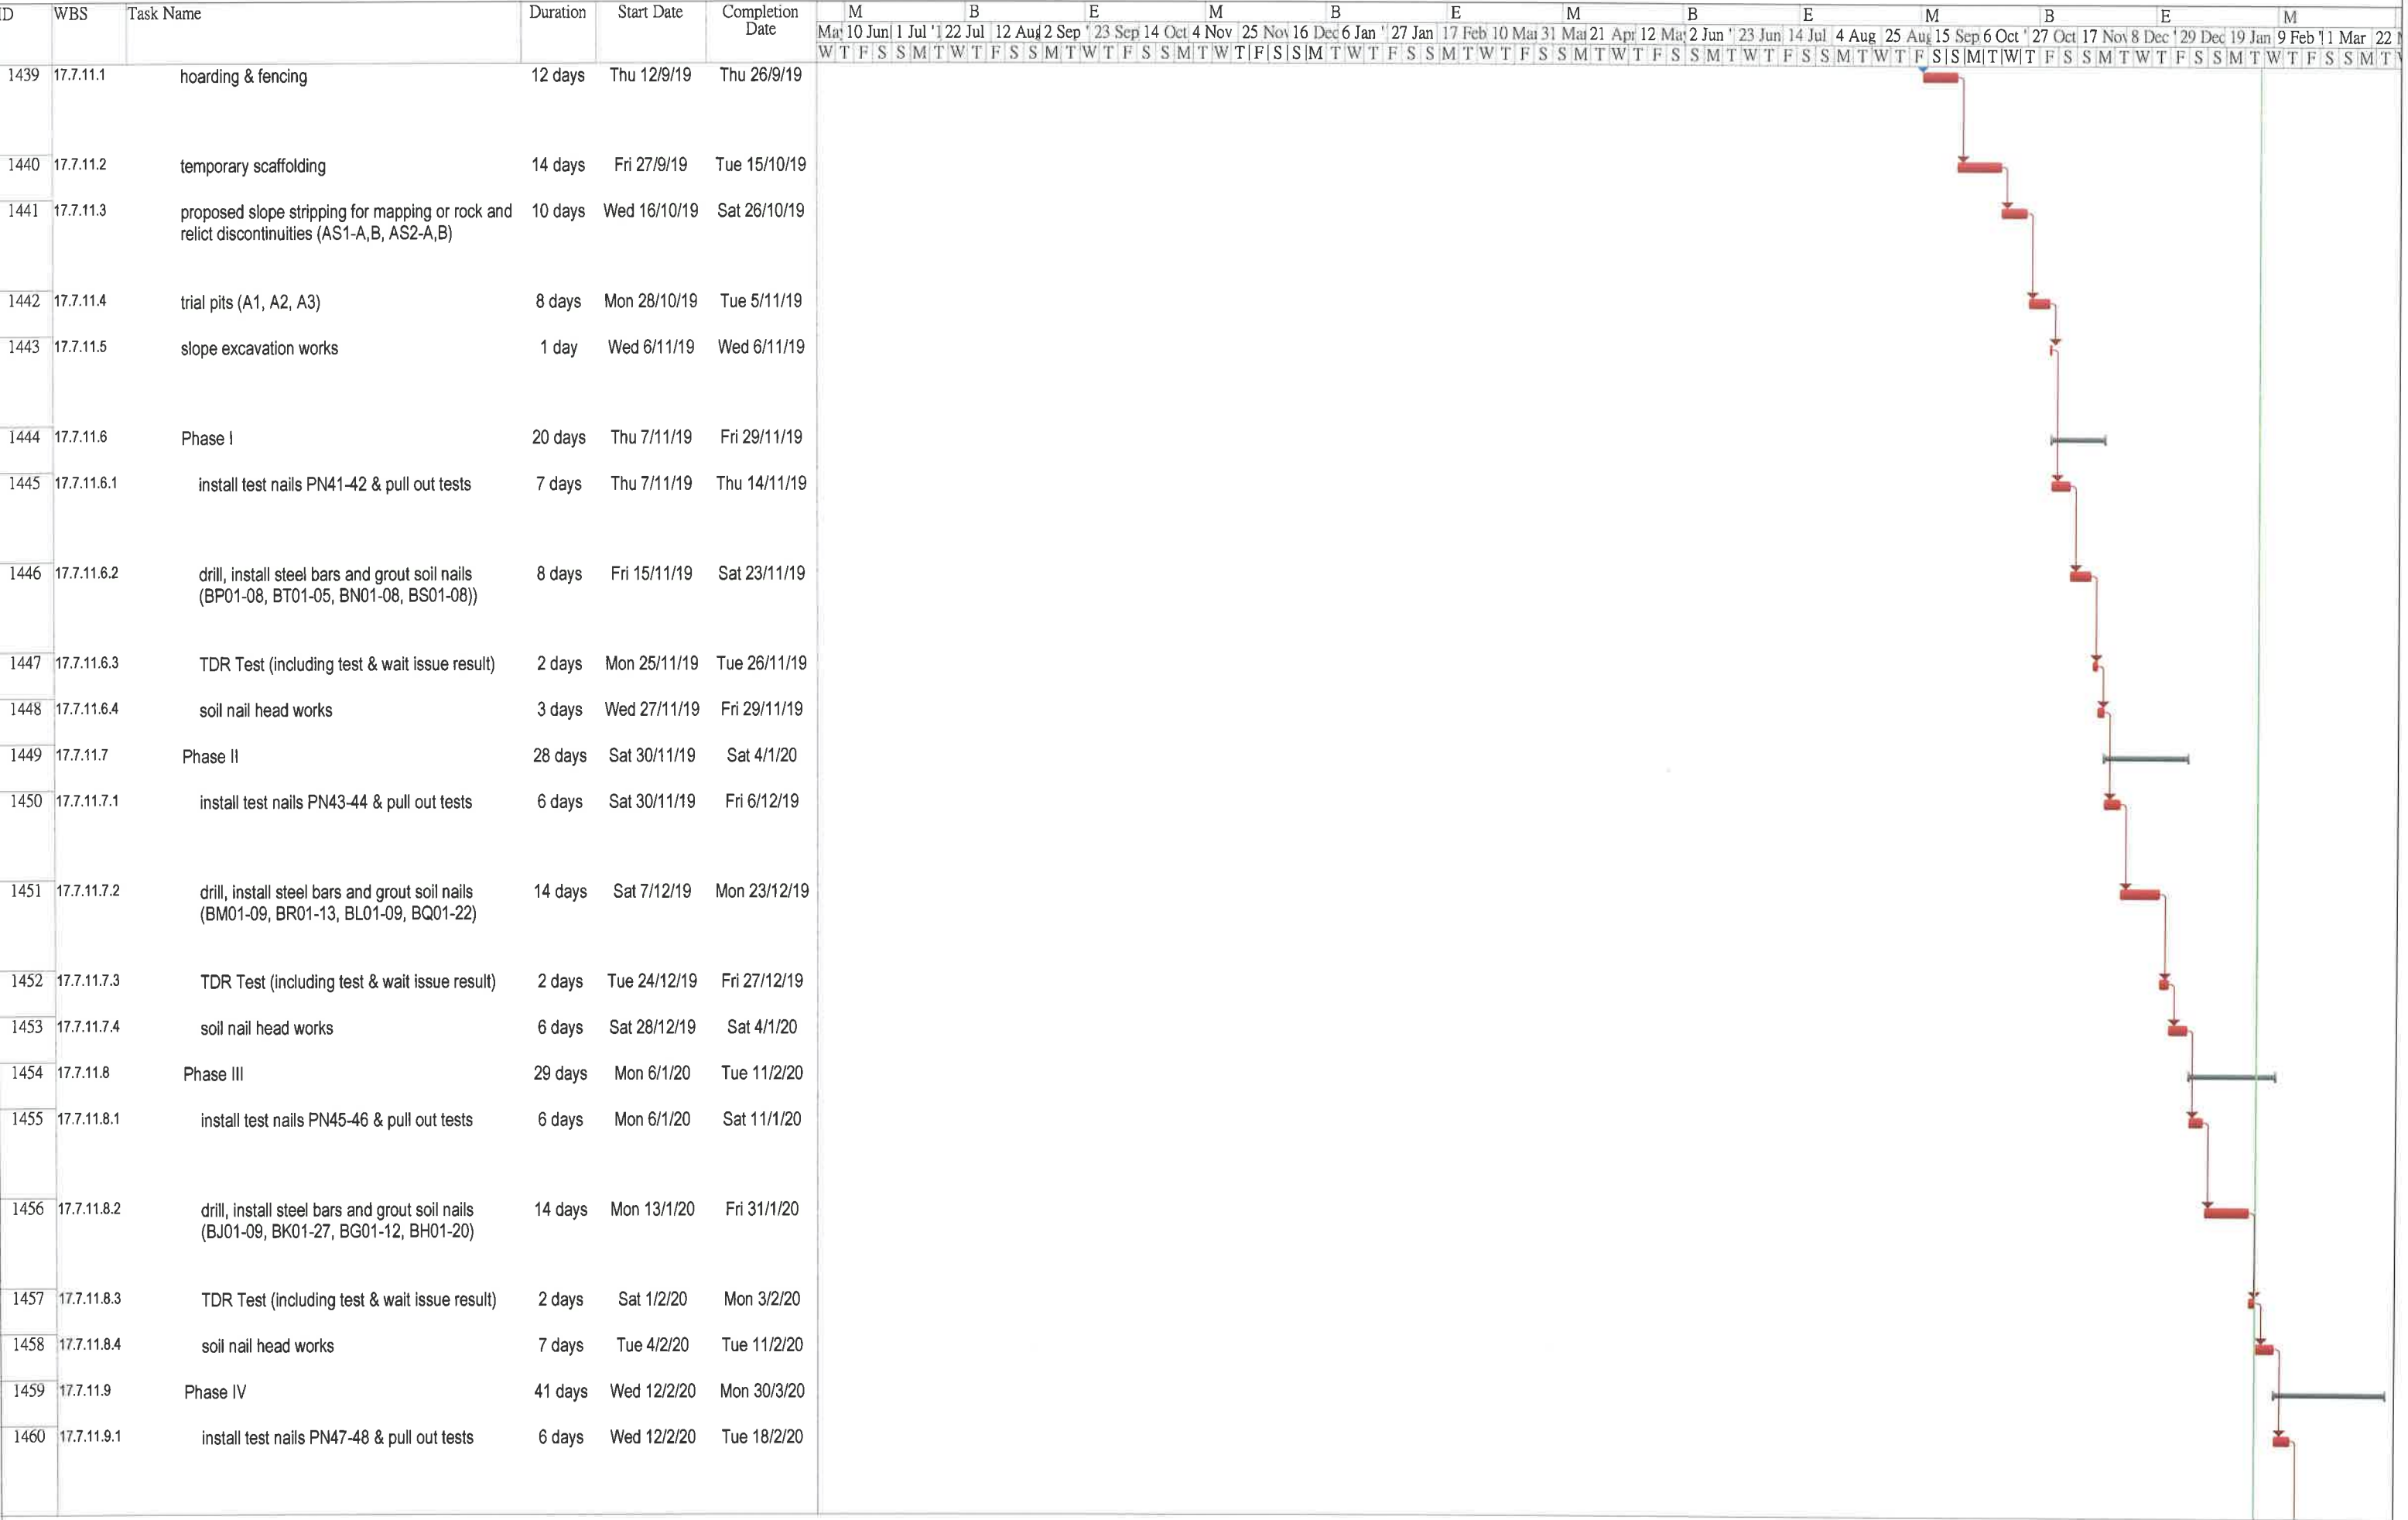 ID WBS Task Name Duration Start Date Completion Date
M B E M B E M B E M B E M
10 Jun 1 Jul '1 22 Jul 12 Aug 2 Sep ' 23 Sep 14 Oct 4 Nov 25 Nov 16 Dec 6 Jan ' 27 Jan 17 Feb 10 Mar 31 Mar 21 Apr 12 May 2 Jun ' 23 Jun 14 Jul 4 Aug 25 Aug 15 Sep 6 Oct ' 27 Oct 17 Nov 8 Dec ' 29 Dec 19 Jan 9 Feb ' 1 Mar 22
W T F S S M T W T F S S M T W T F S S M T W T F S S M T W T F S S M T W T F S S M T W T F S S M T W T F S S M T W T F S S M T W T F S S M T W T F S S M T W T F S S M T
1439 17.7.11.1 hoarding & fencing 12 days Thu 12/9/19 Thu 26/9/19
1440 17.7.11.2 temporary scaffolding 14 days Fri 27/9/19 Tue 15/10/19
1441 17.7.11.3 proposed slope stripping for mapping or rock and 10 days Wed 16/10/19 Sat 26/10/19
relict discontinuities (AS1-A,B, AS2-A,B)
1442 17.7.11.4 trial pits (A1, A2, A3) 8 days Mon 28/10/19 Tue 5/11/19
1443 17.7.11.5 slope excavation works 1 day Wed 6/11/19 Wed 6/11/19
1444 17.7.11.6 Phase I 20 days Thu 7/11/19 Fri 29/11/19
1445 17.7.11.6.1 install test nails PN41-42 & pull out tests 7 days Thu 7/11/19 Thu 14/11/19
1446 17.7.11.6.2 drill, install steel bars and grout soil nails 8 days Fri 15/11/19 Sat 23/11/19
(BP01-08, BT01-05, BN01-08, BS01-08))
1447 17.7.11.6.3 TDR Test (including test & wait issue result) 2 days Mon 25/11/19 Tue 26/11/19
1448 17.7.11.6.4 soil nail head works 3 days Wed 27/11/19 Fri 29/11/19
1449 17.7.11.7 Phase II 28 days Sat 30/11/19 Sat 4/1/20
1450 17.7.11.7.1 install test nails PN43-44 & pull out tests 6 days Sat 30/11/19 Fri 6/12/19
1451 17.7.11.7.2 drill, install steel bars and grout soil nails 14 days Sat 7/12/19 Mon 23/12/19
(BM01-09, BR01-13, BL01-09, BQ01-22)
1452 17.7.11.7.3 TDR Test (including test & wait issue result) 2 days Tue 24/12/19 Fri 27/12/19
1453 17.7.11.7.4 soil nail head works 6 days Sat 28/12/19 Sat 4/1/20
1454 17.7.11.8 Phase III 29 days Mon 6/1/20 Tue 11/2/20
1455 17.7.11.8.1 install test nails PN45-46 & pull out tests 6 days Mon 6/1/20 Sat 11/1/20
1456 17.7.11.8.2 drill, install steel bars and grout soil nails 14 days Mon 13/1/20 Fri 31/1/20
(BJ01-09, BK01-27, BG01-12, BH01-20)
1457 17.7.11.8.3 TDR Test (including test & wait issue result) 2 days Sat 1/2/20 Mon 3/2/20
1458 17.7.11.8.4 soil nail head works 7 days Tue 4/2/20 Tue 11/2/20
1459 17.7.11.9 Phase IV 41 days Wed 12/2/20 Mon 30/3/20
1460 17.7.11.9.1 install test nails PN47-48 & pull out tests 6 days Wed 12/2/20 Tue 18/2/20